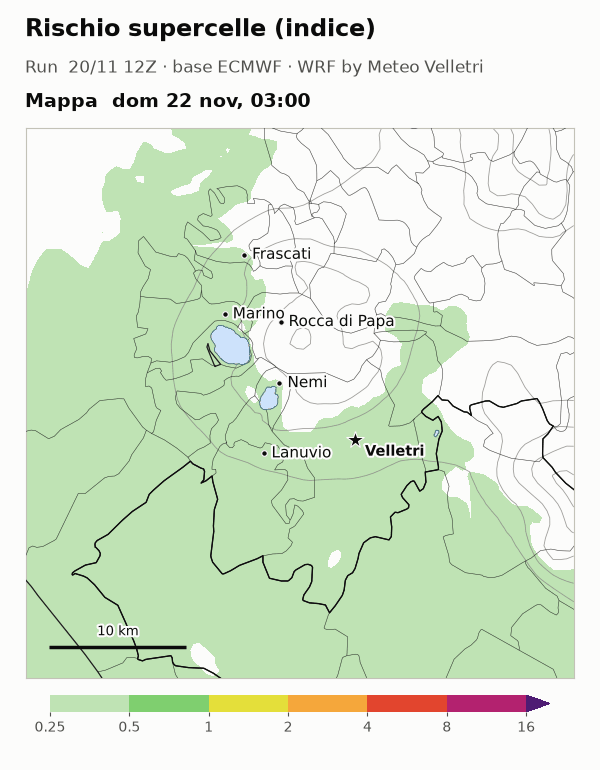 Rischio supercelle (indice)
Run  20/11 12Z · base ECMWF · WRF by Meteo Velletri
Mappa  dom 22 nov, 03:00
Frascati
Marino
Rocca di Papa
Nemi
Velletri
Lanuvio
10 km
0.25 0.5 1 2 4 8 16